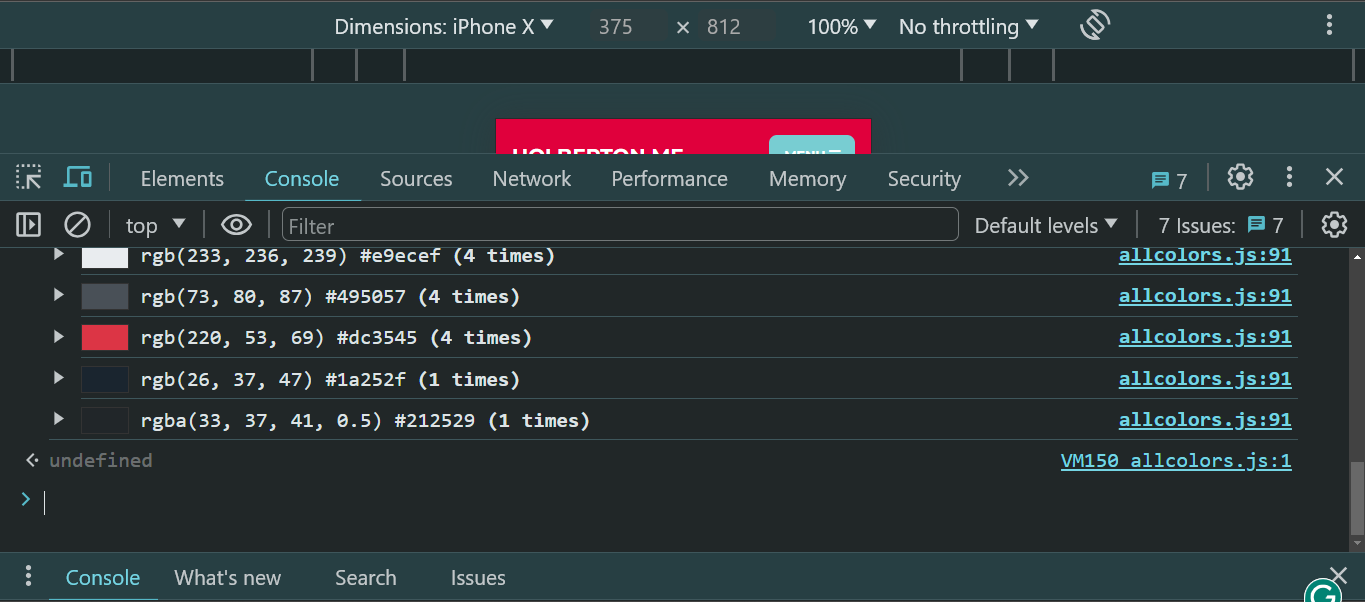 Dimensions: iPhone X 375 × 812 100% No throttling
HOLBERTON ME MENU
Elements Console Sources Network Performance Memory Security 7
top Filter Default levels 7 Issues: 7
rgb(233, 236, 239) #e9ecef (4 times) allcolors.js:91
rgb(73, 80, 87) #495057 (4 times) allcolors.js:91
rgb(220, 53, 69) #dc3545 (4 times) allcolors.js:91
rgb(26, 37, 47) #1a252f (1 times) allcolors.js:91
rgba(33, 37, 41, 0.5) #212529 (1 times) allcolors.js:91
undefined VM150 allcolors.js:1
Console What's new Search Issues